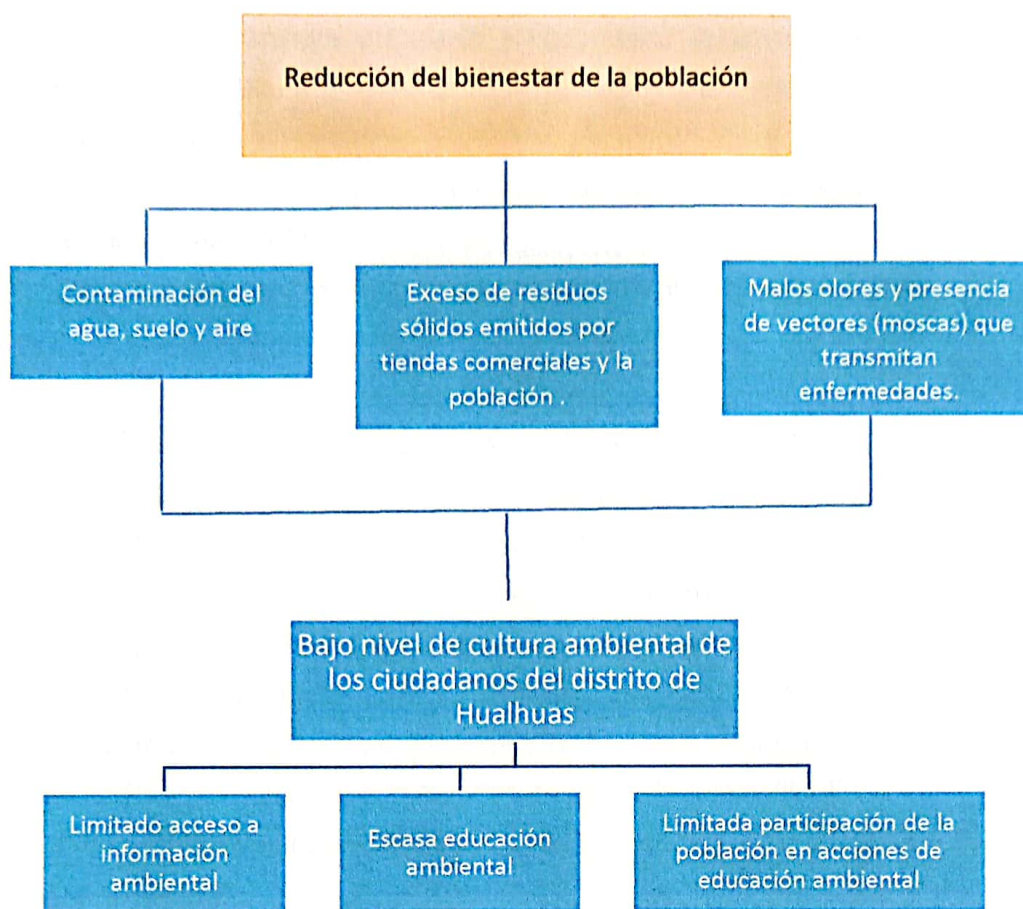 Reducción del bienestar de la población
Contaminación del
agua, suelo y aire
Exceso de residuos
sólidos emitidos por
tiendas comerciales y la
población .
Malos olores y presencia
de vectores (moscas) que
transmitan
enfermedades.
Bajo nivel de cultura ambiental de
los ciudadanos del distrito de
Hualhuas
Limitado acceso a
información
ambiental
Escasa educación
ambiental
Limitada participación de la
población en acciones de
educación ambiental